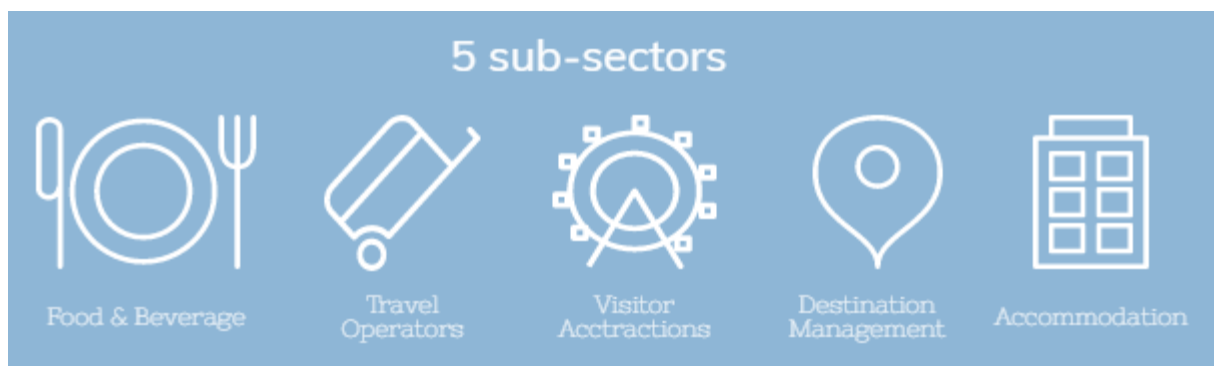 5 sub-sectors
Food & Beverage
Travel
Operators
Visitor
Acctractions
Destination
Management
Accommodation